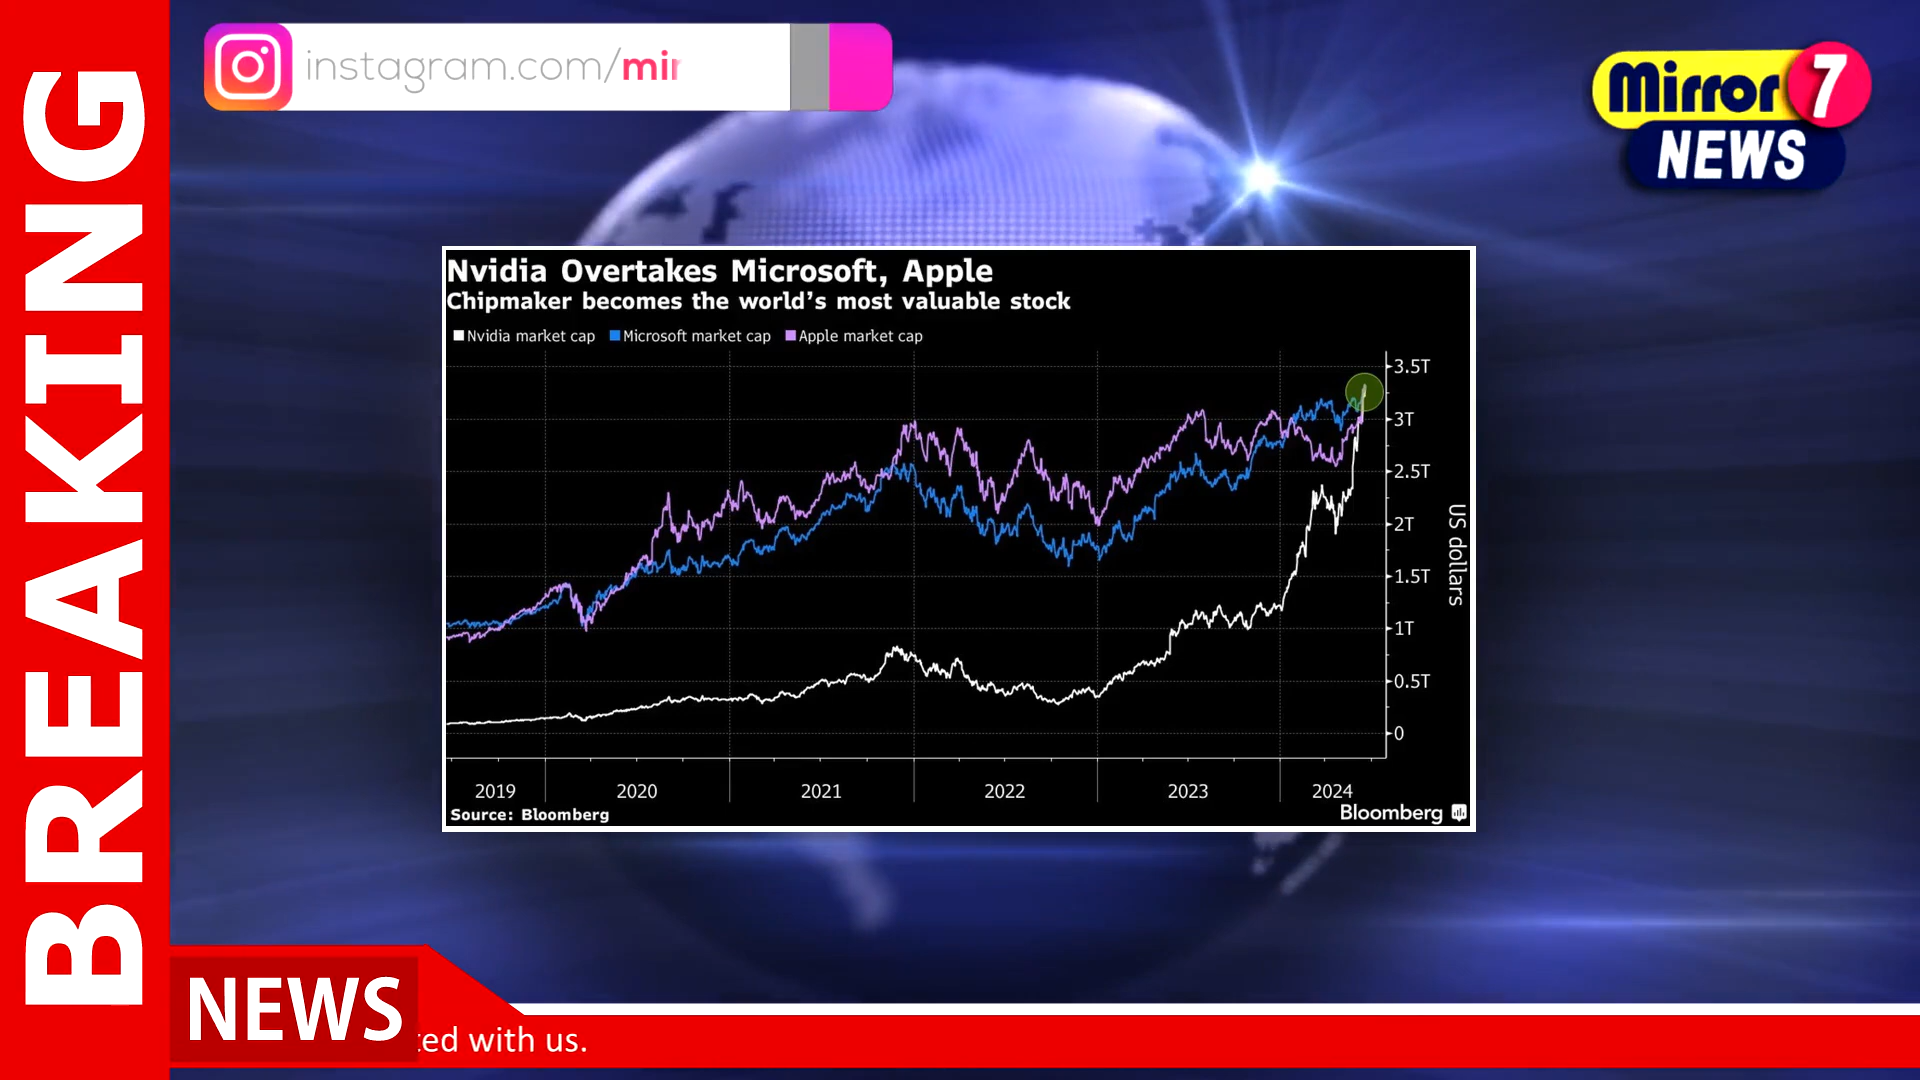 BREAKING
instagram.com/mir
Mirror 7
NEWS
Nvidia Overtakes Microsoft, Apple
Chipmaker becomes the world's most valuable stock
Nvidia market cap Microsoft market cap Apple market cap
3.5T
3T
2.5T
2T
1.5T
1T
0.5T
0
US dollars
2019 2020 2021 2022 2023 2024
Source: Bloomberg
Bloomberg
NEWS
with us.